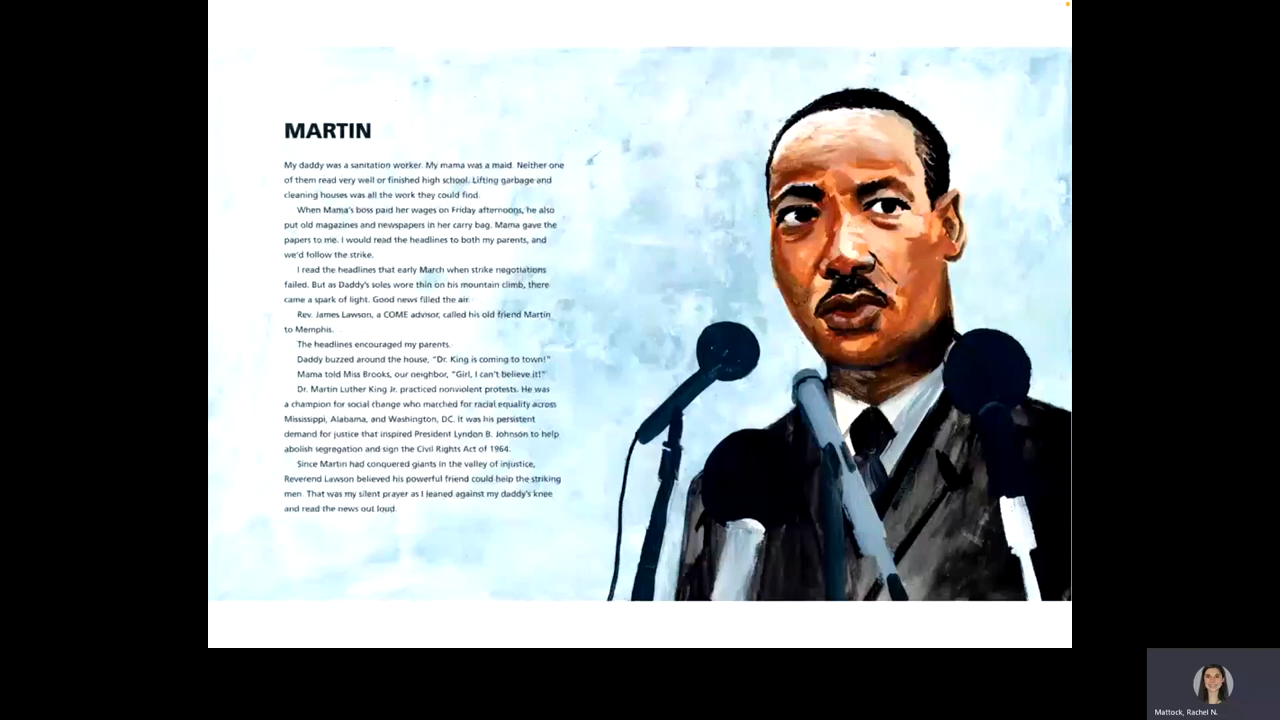 MARTIN
My daddy was a sanitation worker. My mama was a maid. Neither one
of them read very well or finished high school. Lifting garbage and
cleaning houses was all the work they could find.
When Mama's boss paid her wages on Friday afternoons, he also
put old magazines and newspapers in her carry bag. Mama gave the
papers to me. I would read the headlines to both my parents, and
we'd follow the strike.
I read the headlines that early March when strike negotiations
failed. But as Daddy's soles wore thin on his mountain climb, there
came a spark of light. Good news filled the air.
Rev. James Lawson, a COME advisor, called his old friend Martin
to Memphis.
The headlines encouraged my parents.
Daddy buzzed around the house, "Dr. King is coming to town!"
Mama told Miss Brooks, our neighbor, "Girl, I can't believe it!"
Dr. Martin Luther King Jr. practiced nonviolent protests. He was
a champion for social change who marched for racial equality across
Mississippi, Alabama, and Washington, DC. It was his persistent
demand for justice that inspired President Lyndon B. Johnson to help
abolish segregation and sign the Civil Rights Act of 1964.
Since Martin had conquered giants in the valley of injustice,
Reverend Lawson believed his powerful friend could help the striking
men. That was my silent prayer as I leaned against my daddy's knee
and read the news out loud.
Mattock, Rachel N.